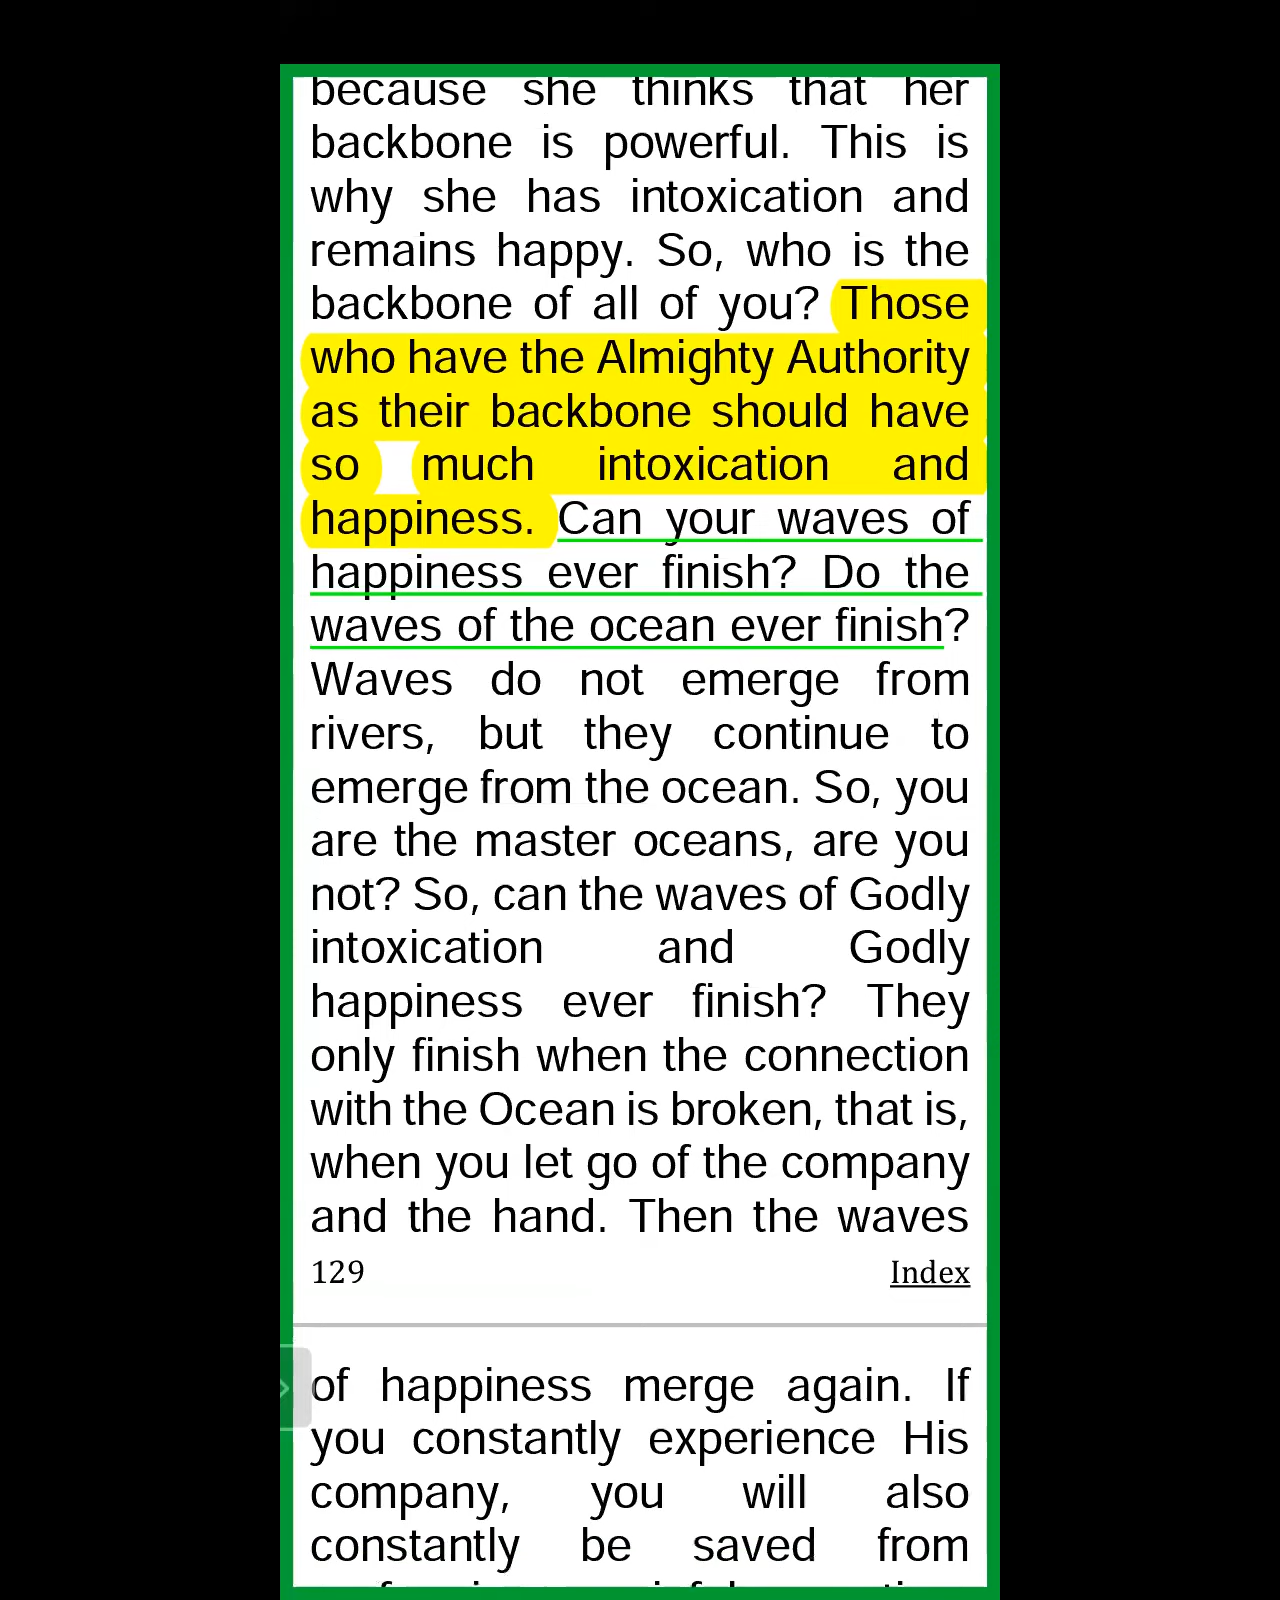 because she thinks that her
backbone is powerful. This is
why she has intoxication and
remains happy. So, who is the
backbone of all of you? Those
who have the Almighty Authority
as their backbone should have
so much intoxication and
happiness. Can your waves of
happiness ever finish? Do the
waves of the ocean ever finish?
Waves do not emerge from
rivers, but they continue to
emerge from the ocean. So, you
are the master oceans, are you
not? So, can the waves of Godly
intoxication and Godly
happiness ever finish? They
only finish when the connection
with the Ocean is broken, that is,
when you let go of the company
and the hand. Then the waves
129 Index
of happiness merge again. If
you constantly experience His
company, you will also
constantly be saved from